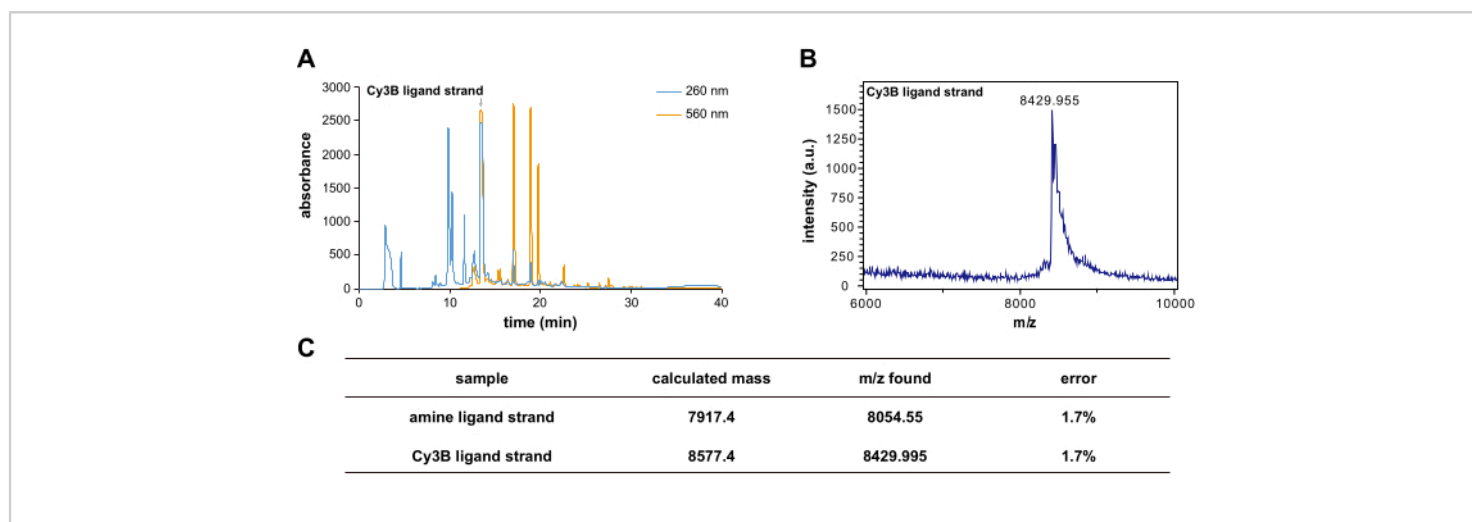 A
Cy3B ligand strand
260 nm
560 nm
3000
2500
2000
1500
1000
500
0
absorbance
0 10 20 30 40
time (min)
B
Cy3B ligand strand
8429.955
1500
1250
1000
750
500
250
0
intensity (a.u.)
6000 8000 10000
m/z
C
sample calculated mass m/z found error
amine ligand strand 7917.4 8054.55 1.7%
Cy3B ligand strand 8577.4 8429.995 1.7%